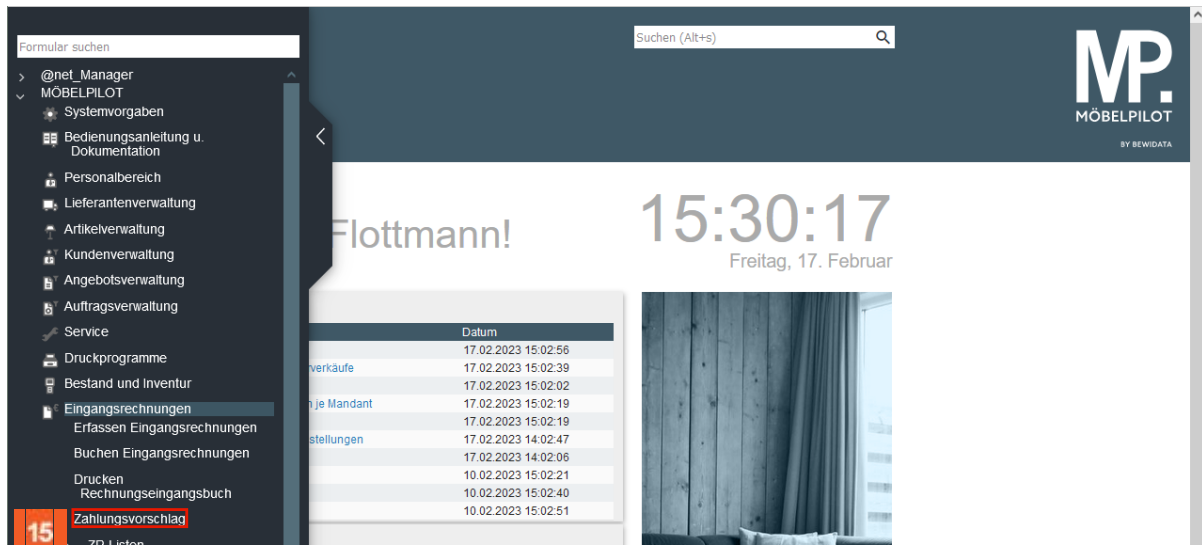 Formular suchen
@net_Manager
MÖBELPILOT
Systemvorgaben
Bedienungsanleitung u.
Dokumentation
Personalbereich
Lieferantenverwaltung
Artikelverwaltung
Kundenverwaltung
Angebotsverwaltung
Auftragsverwaltung
Service
Druckprogramme
Bestand und Inventur
Eingangsrechnungen
Erfassen Eingangsrechnungen
Buchen Eingangsrechnungen
Drucken
Rechnungseingangsbuch
Zahlungsvorschlag
15
ZR-Listen
Suchen (Alt+s)
MP.
MÖBELPILOT
BY BEWIDATA
Flottmann!
15:30:17
Freitag, 17. Februar
Datum
17.02.2023 15:02:56
rverkäufe 17.02.2023 15:02:39
17.02.2023 15:02:02
n je Mandant 17.02.2023 15:02:19
17.02.2023 15:02:19
stellungen 17.02.2023 14:02:47
17.02.2023 14:02:06
10.02.2023 15:02:21
10.02.2023 15:02:40
10.02.2023 15:02:51